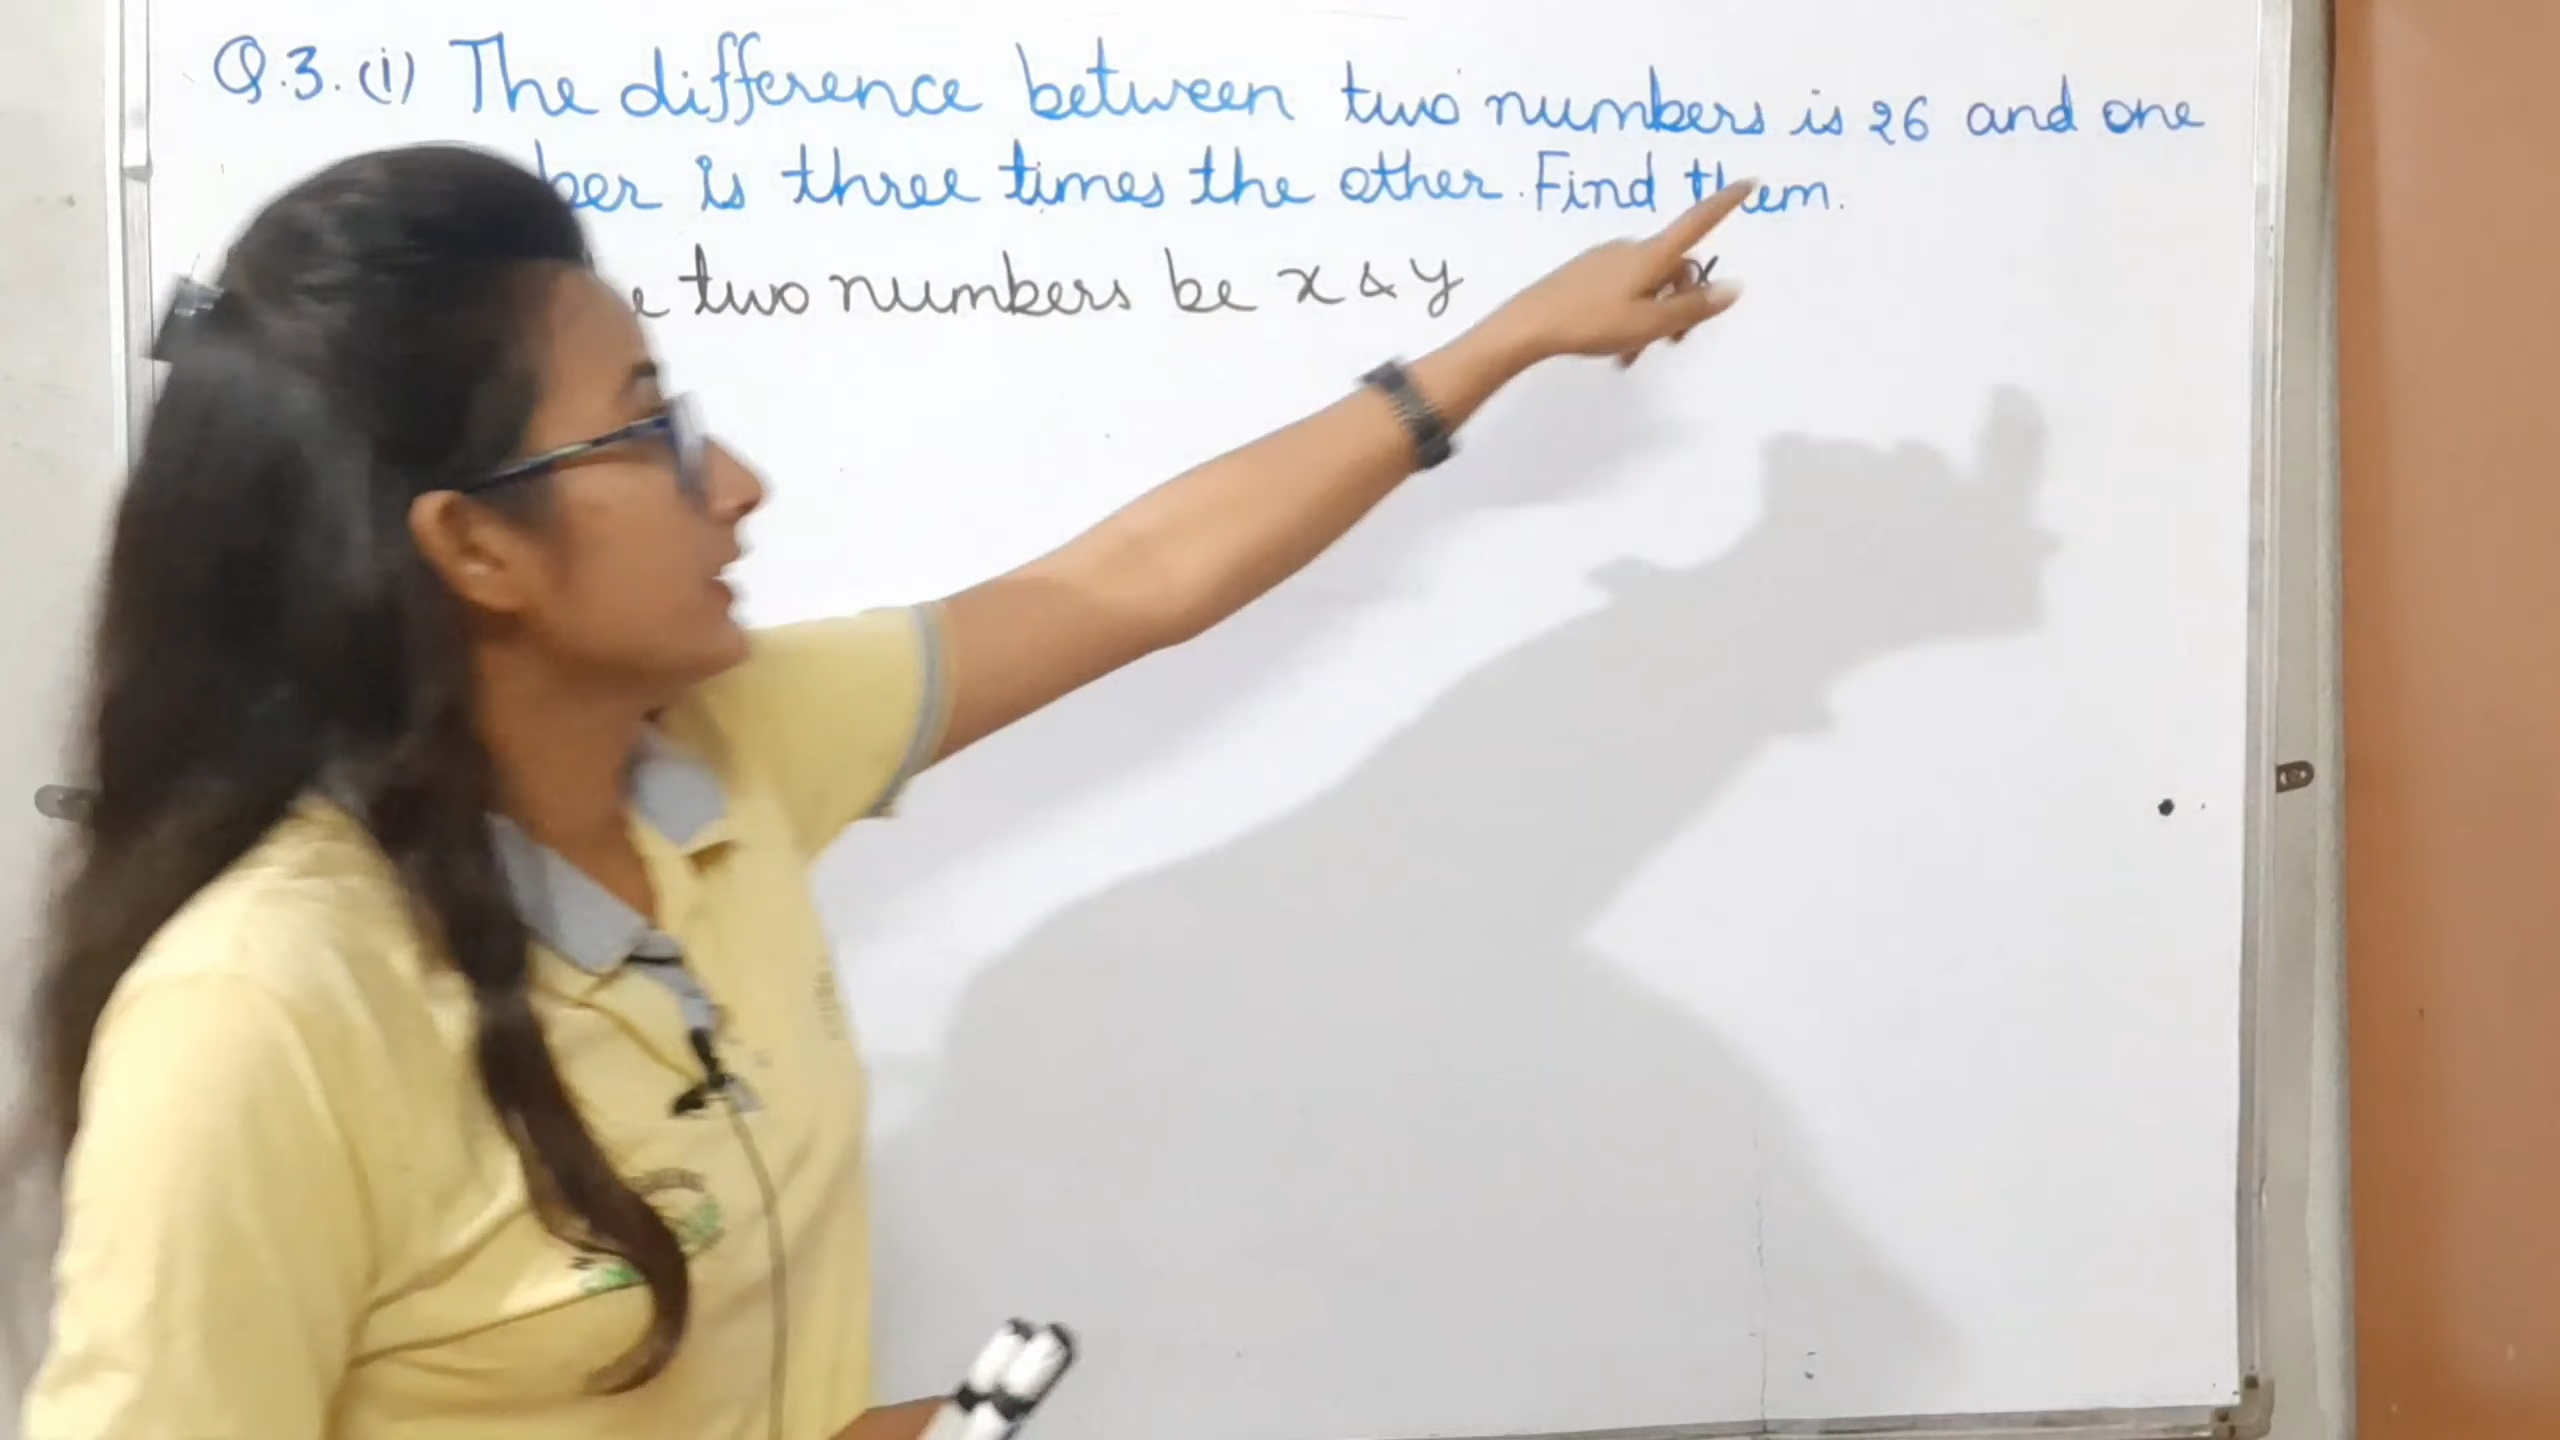 Q.3. (i) The difference between two numbers is 26 and one
ber is three times the other. Find them.
e two numbers be x & y x